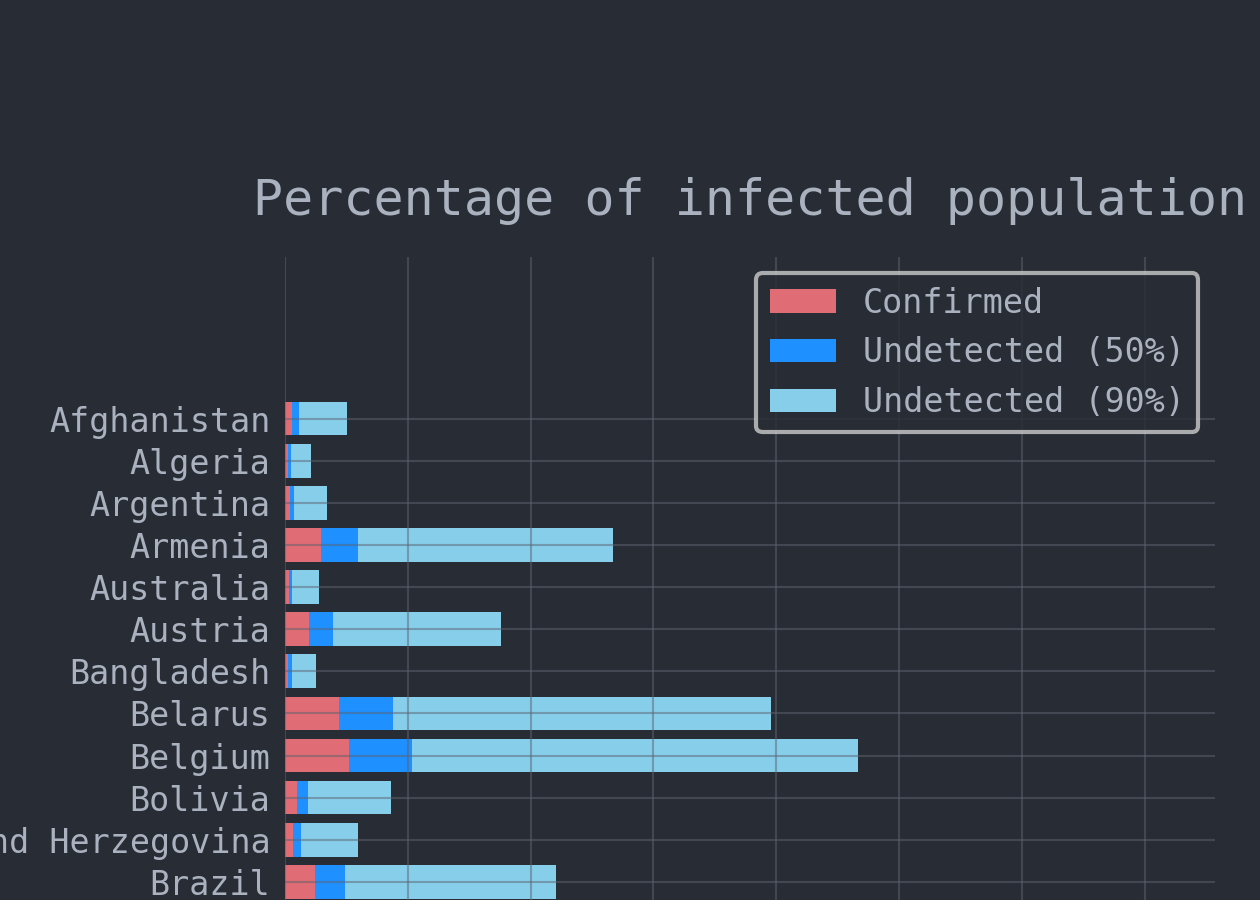 Percentage of infected population
Confirmed
Undetected (50%)
Undetected (90%)
Afghanistan
Algeria
Argentina
Armenia
Australia
Austria
Bangladesh
Belarus
Belgium
Bolivia
Herzegovina
Brazil